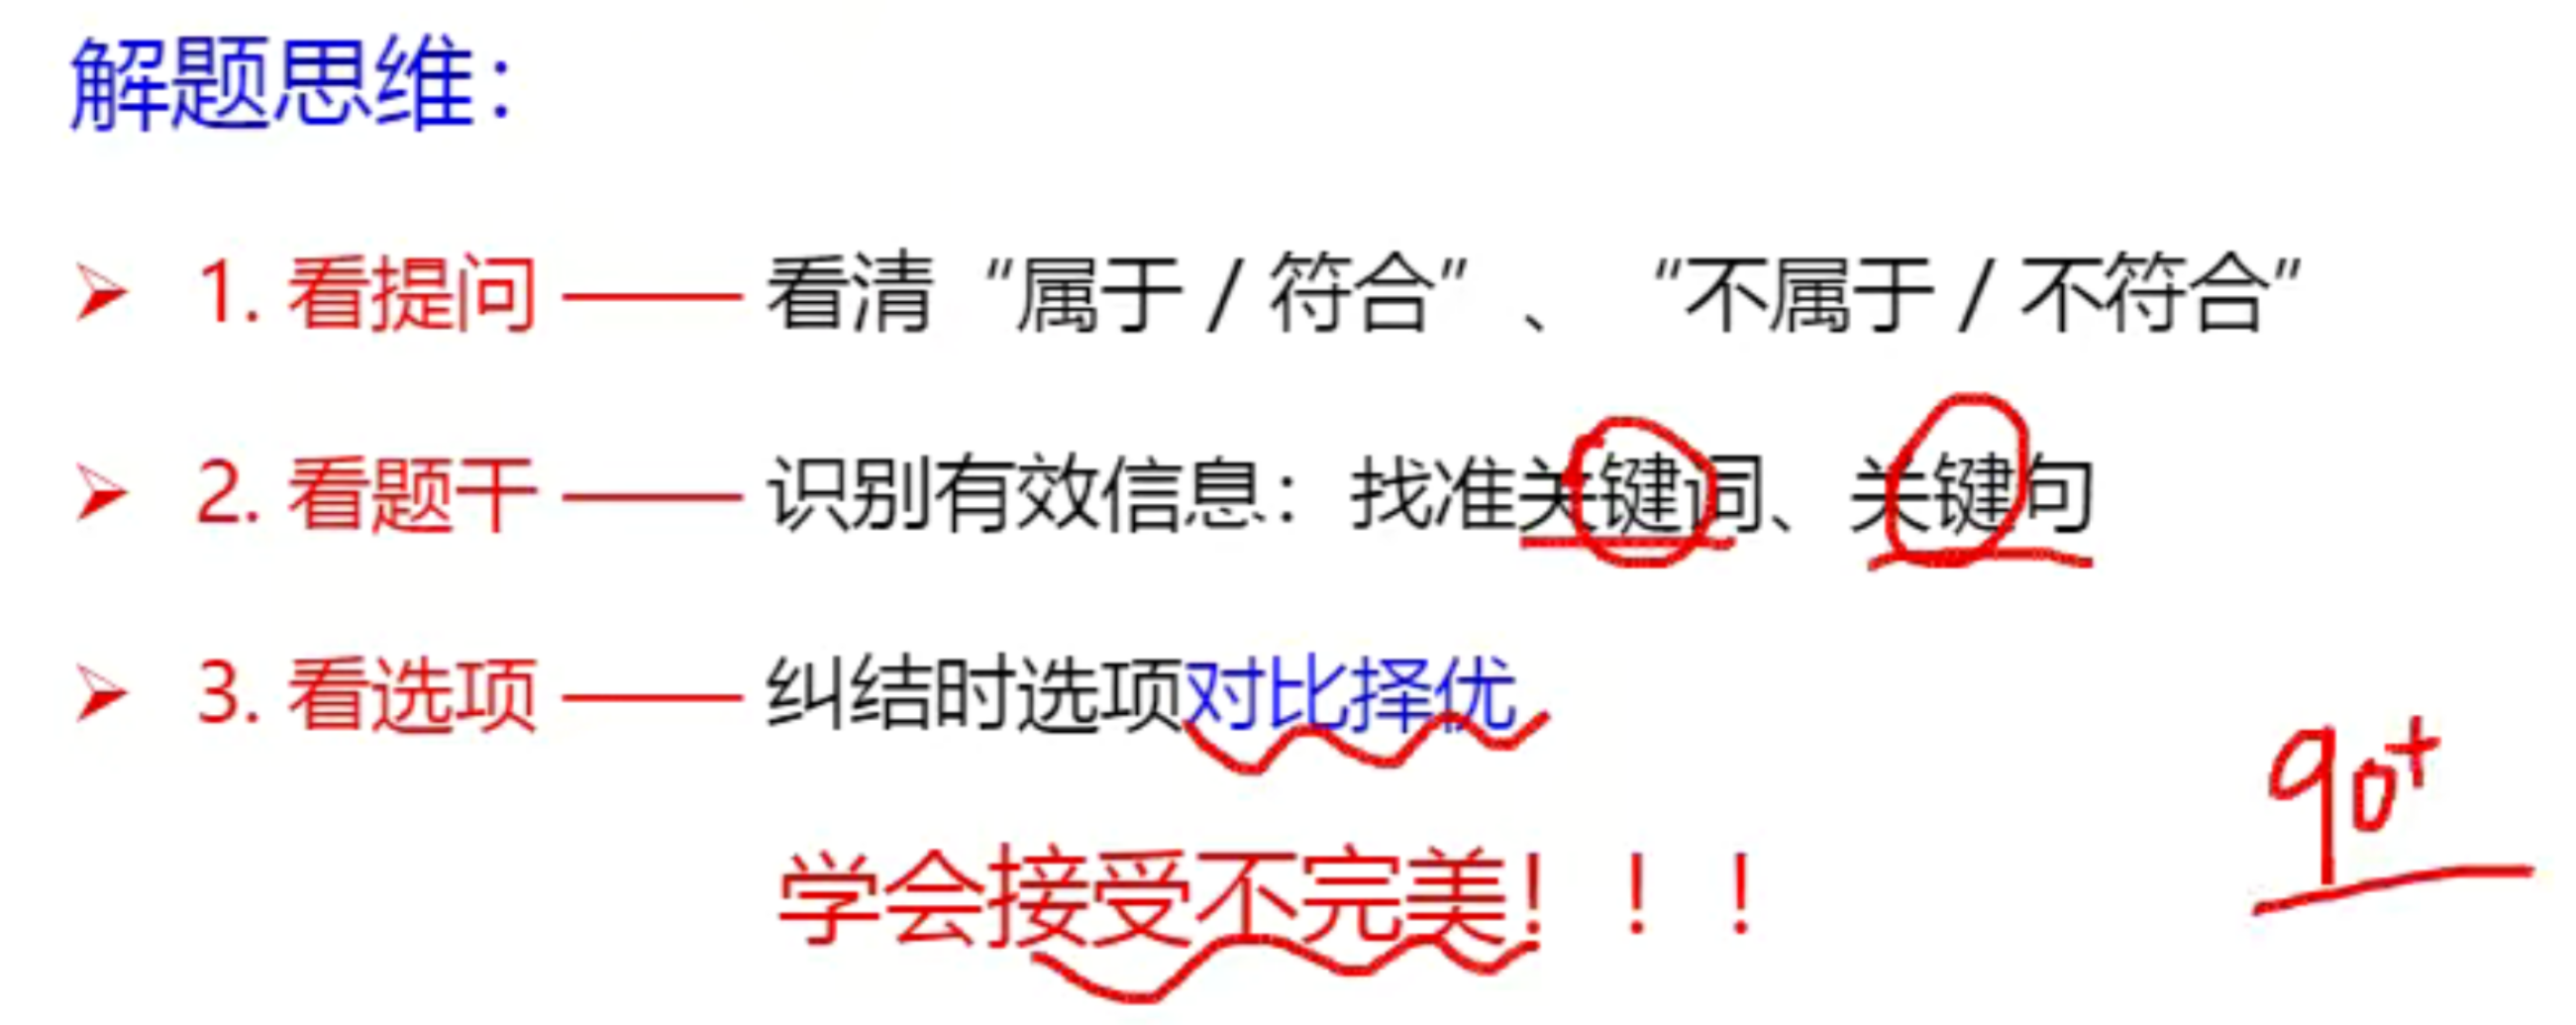 解题思维：
1. 看提问——看清“属于 / 符合”、“不属于 / 不符合”
2. 看题干——识别有效信息：找准关键词、关键句
3. 看选项——纠结时选项对比择优
学会接受不完美！！！
90+